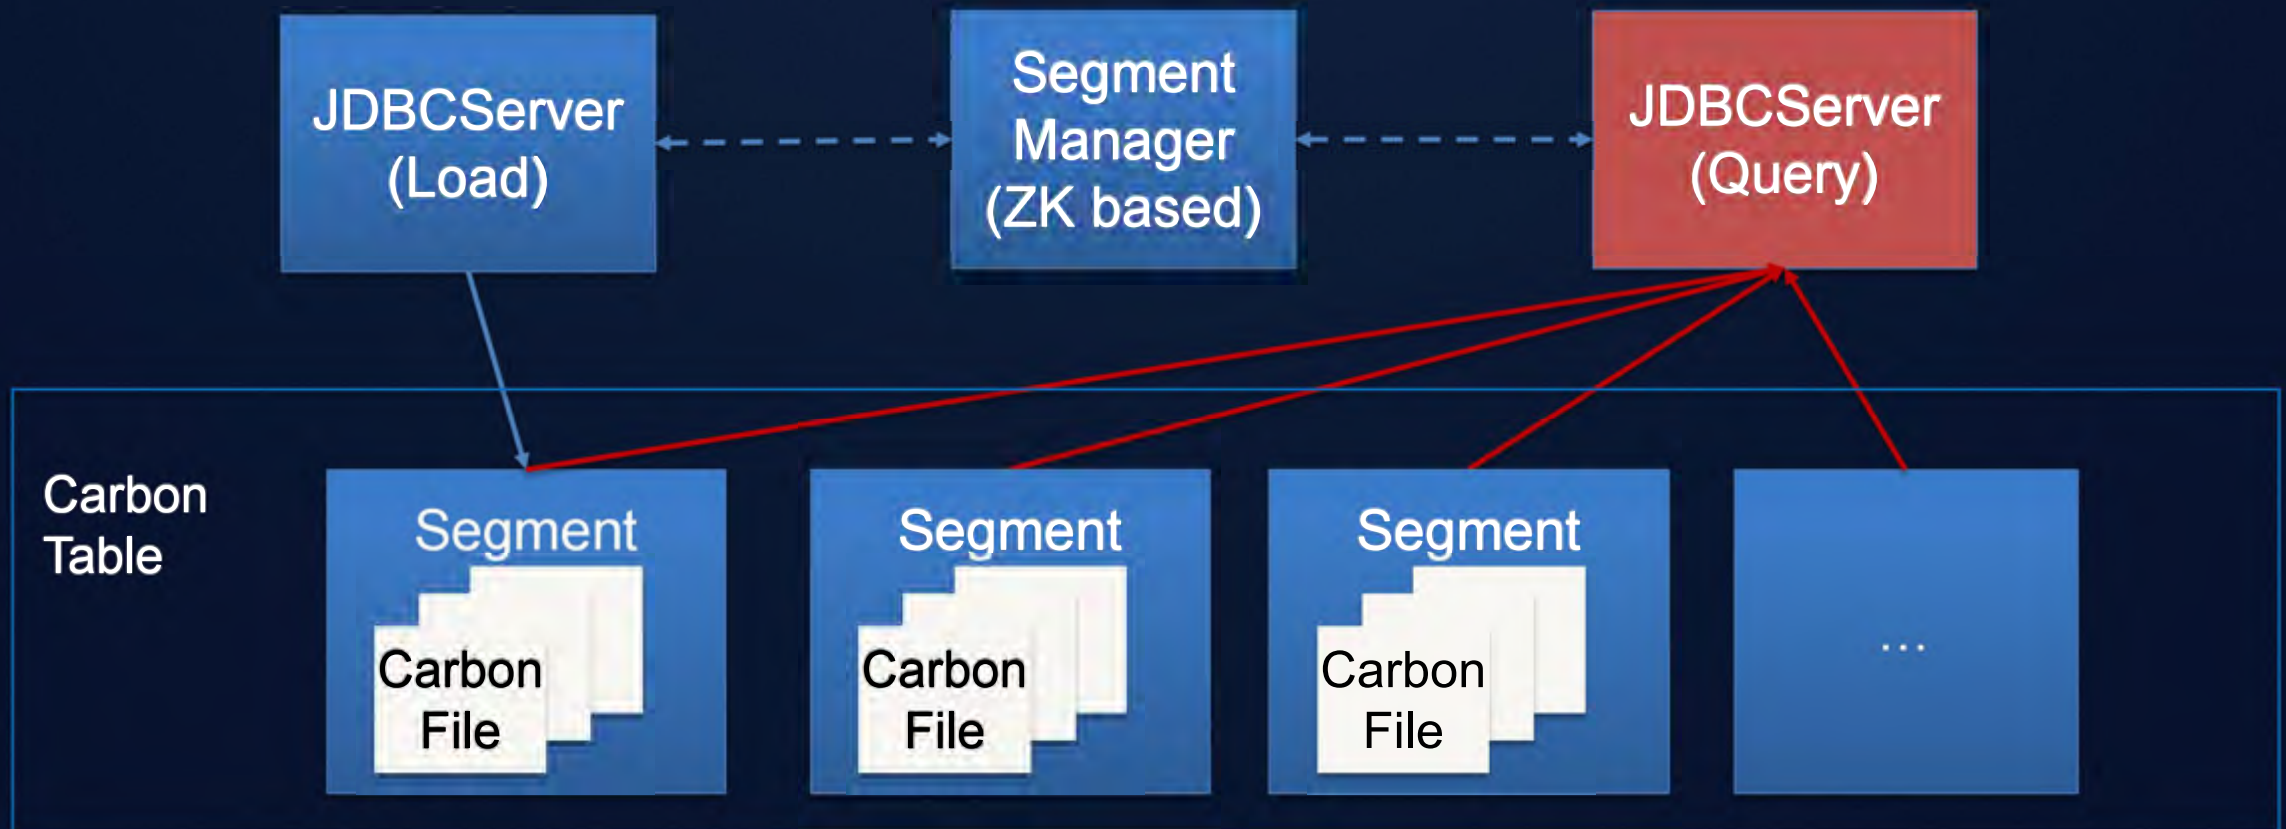 JDBCServer
(Load)
Segment
Manager
(ZK based)
JDBCServer
(Query)
Carbon
Table
Segment
Carbon
File
Segment
Carbon
File
Segment
Carbon
File
...